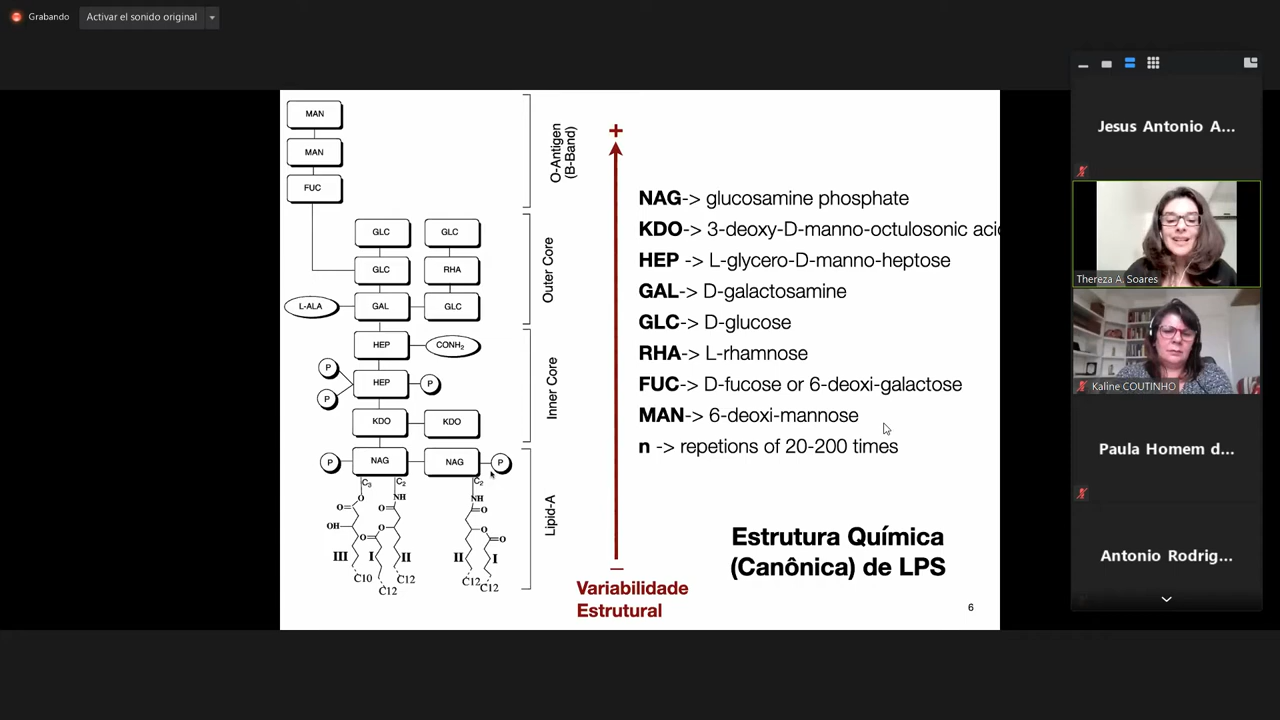 Grabando
Activar el sonido original
MAN
MAN
FUC
GLC
GLC
GLC
RHA
L-ALA
GAL
GLC
HEP
CONH2
P
P
HEP
P
KDO
KDO
P
NAG
NAG
P
C3
C2
C2
O
NH
NH
O
O
O
OH
O
O
O
O
III
I
II
II
I
C10
C12
C12
C12
C12
O-Antigen
(B-Band)
Outer Core
Inner Core
Lipid-A
+
–
Variabilidade
Estrutural
NAG-> glucosamine phosphate
KDO-> 3-deoxy-D-manno-octulosonic acid
HEP -> L-glycero-D-manno-heptose
GAL-> D-galactosamine
GLC-> D-glucose
RHA-> L-rhamnose
FUC-> D-fucose or 6-deoxi-galactose
MAN-> 6-deoxi-mannose
n -> repetions of 20-200 times
Estrutura Química
(Canônica) de LPS
6
Jesus Antonio A...
Thereza A. Soares
Kaline COUTINHO
Paula Homem d...
Antonio Rodrig...